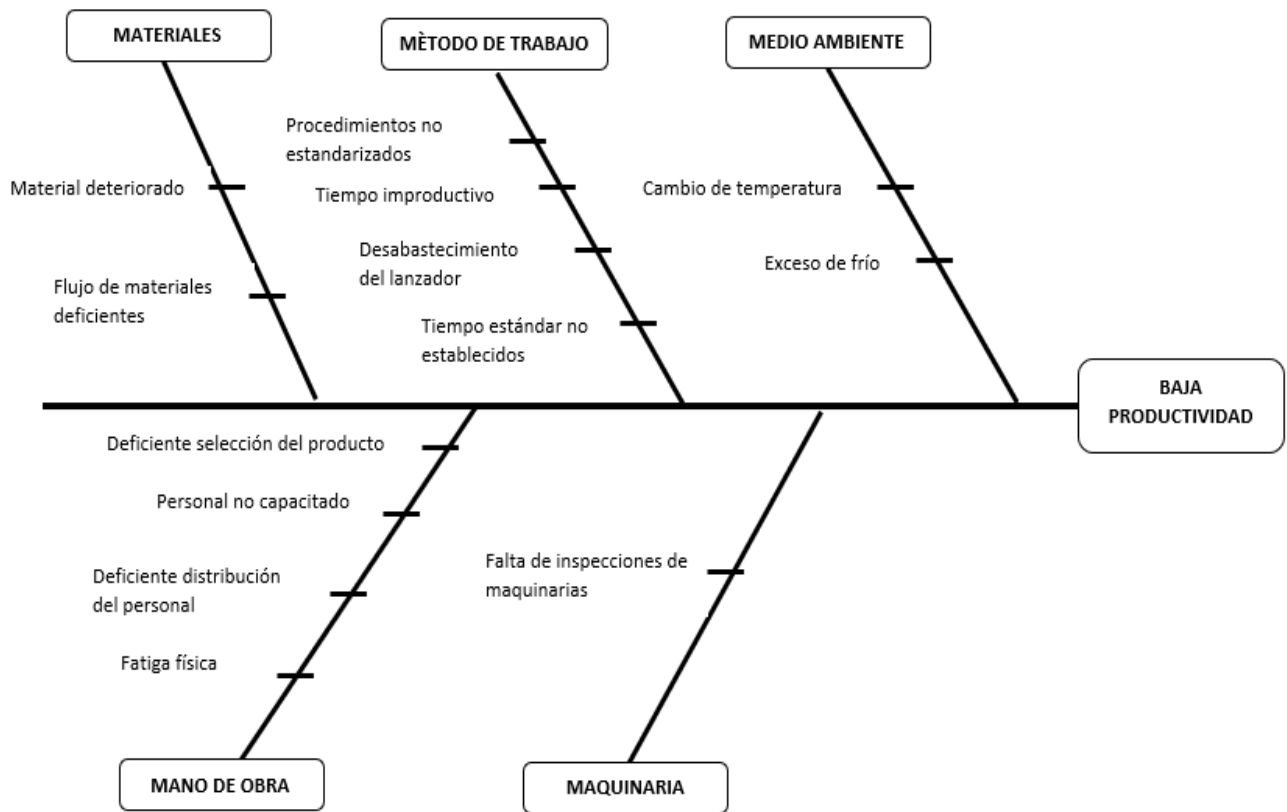 MATERIALES
MÈTODO DE TRABAJO
MEDIO AMBIENTE
Procedimientos no
estandarizados
Material deteriorado
Tiempo improductivo
Cambio de temperatura
Desabastecimiento
del lanzador
Exceso de frío
Flujo de materiales
deficientes
Tiempo estándar no
establecidos
BAJA
PRODUCTIVIDAD
Deficiente selección del producto
Personal no capacitado
Falta de inspecciones de
maquinarias
Deficiente distribución
del personal
Fatiga física
MANO DE OBRA
MAQUINARIA